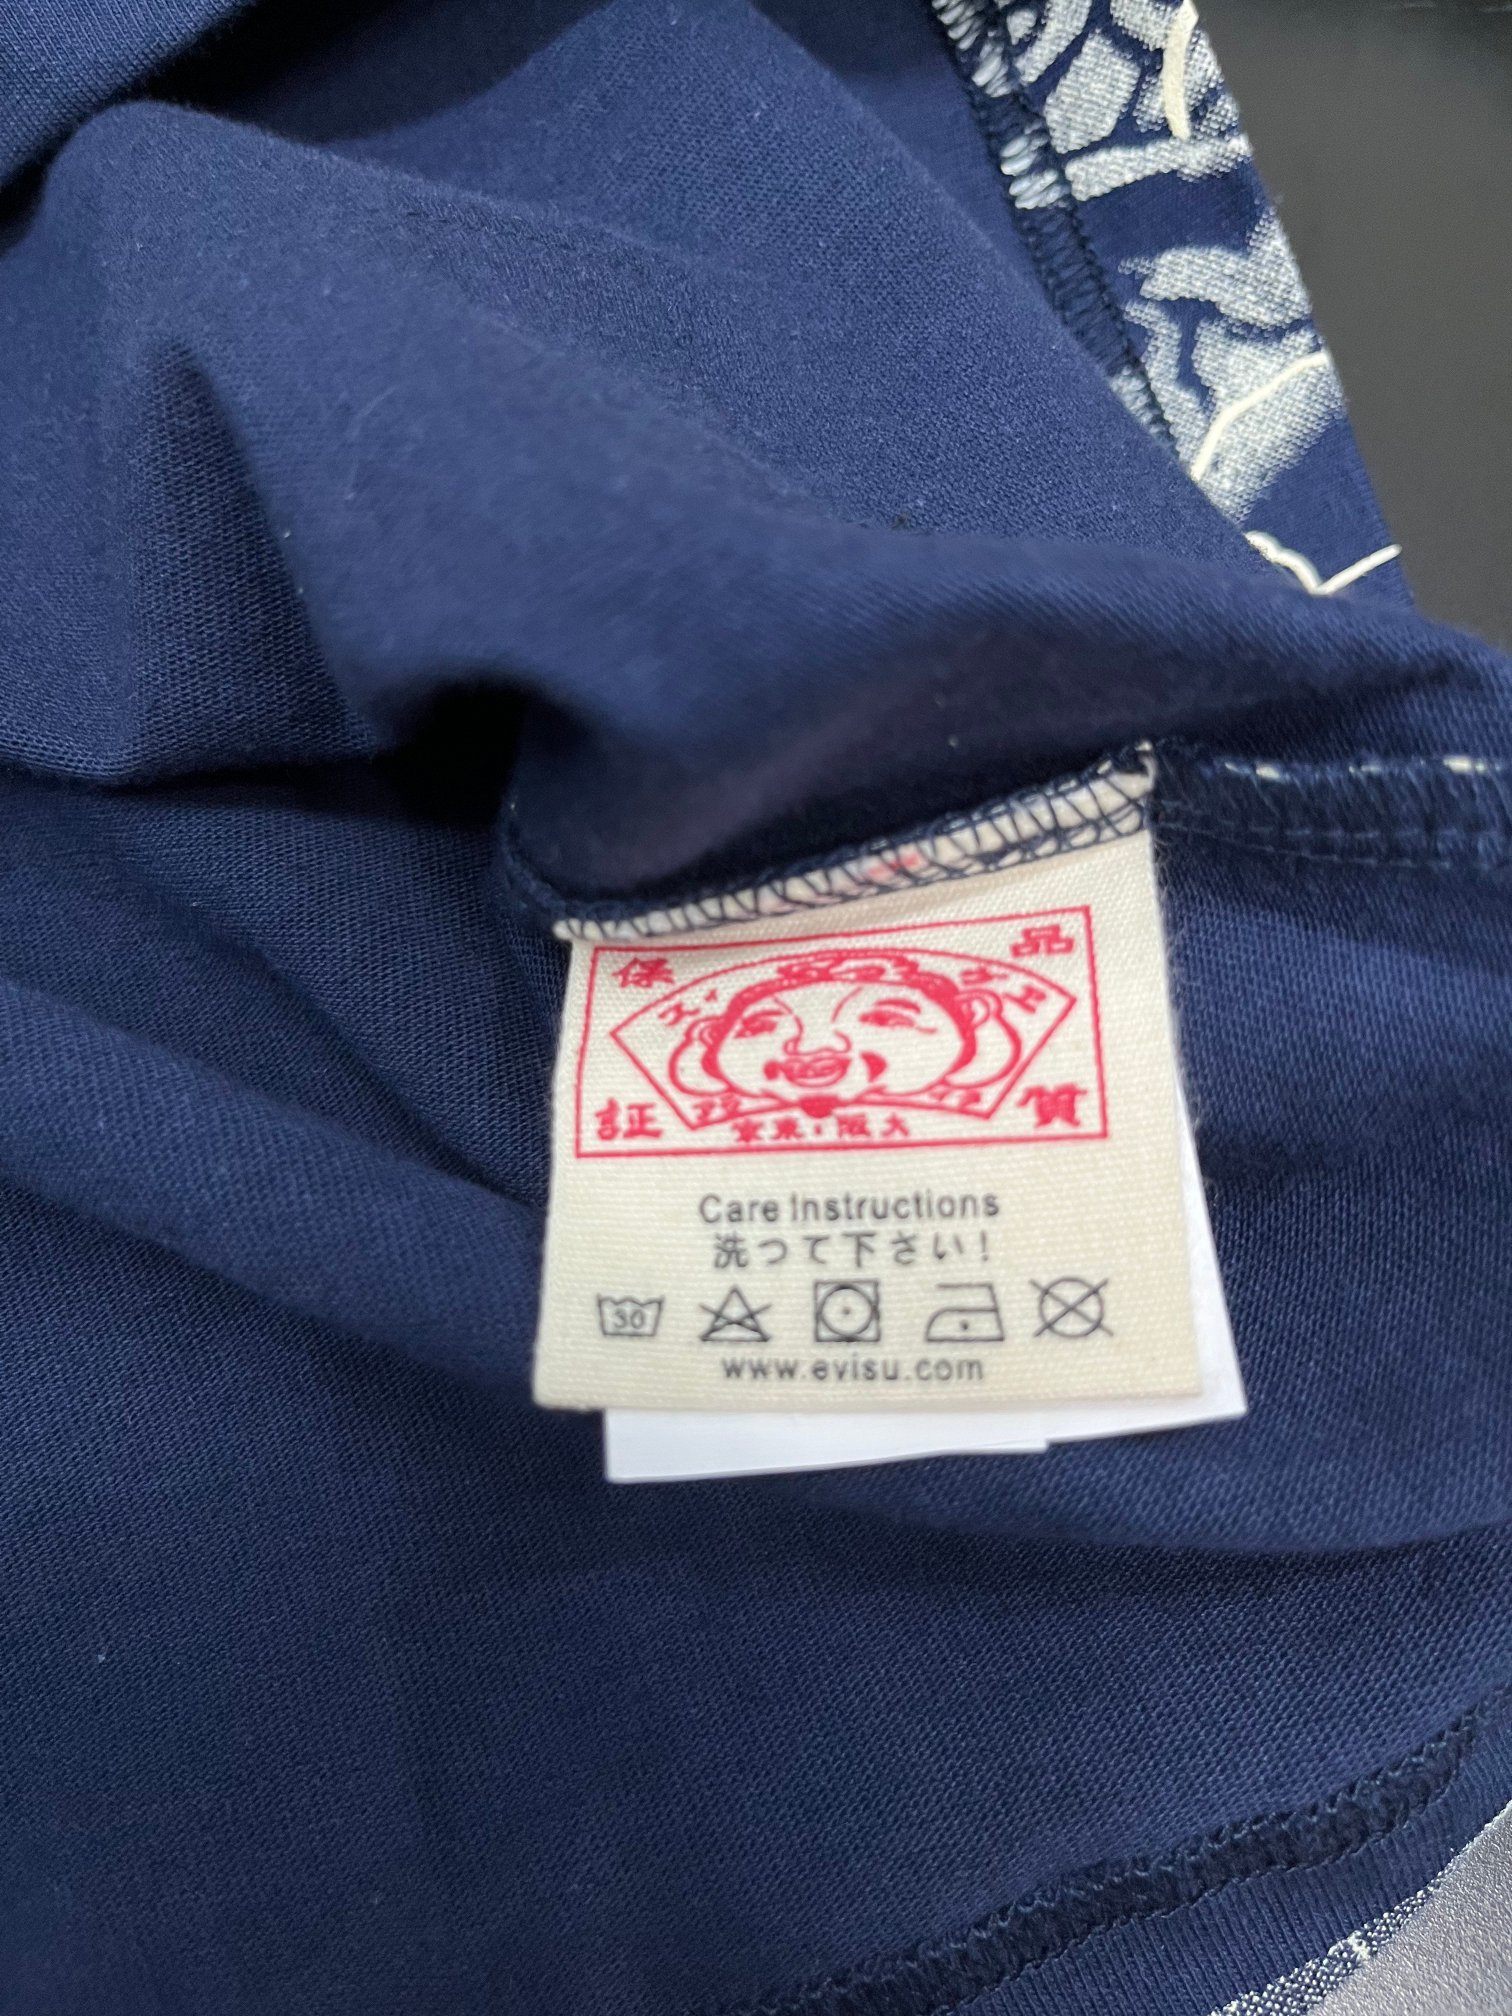 保 品
証 質
京東・阪大
Care Instructions
洗って下さい!
30
www.evisu.com